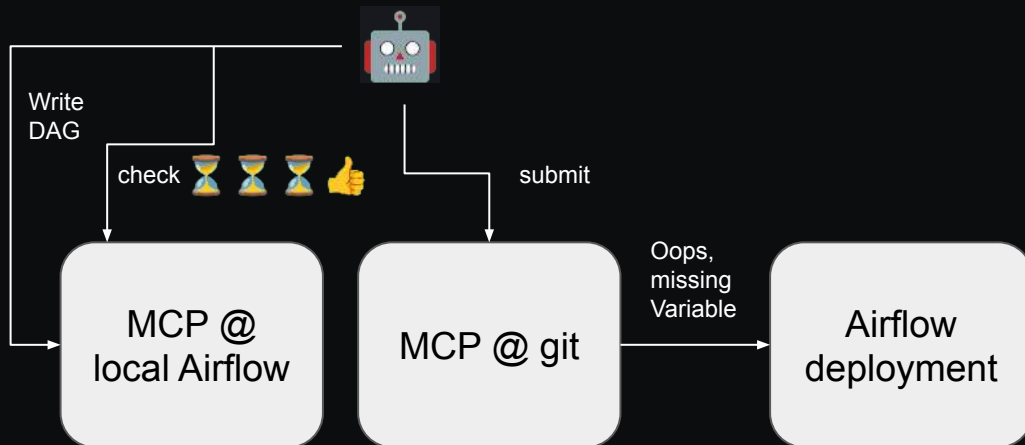 Write
DAG
check
submit
Oops,
missing
Variable
MCP @
local Airflow
MCP @ git
Airflow
deployment